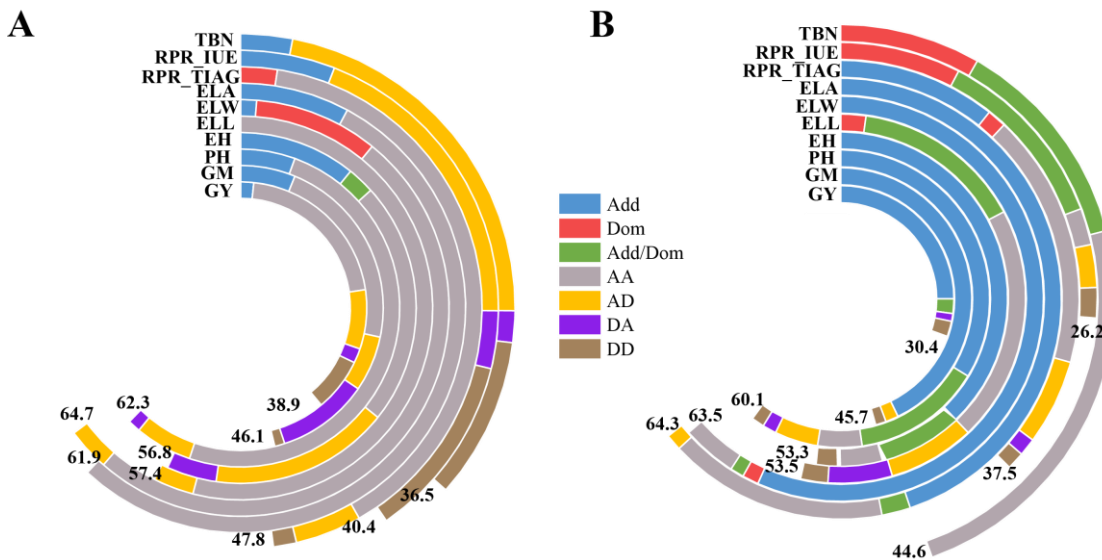 A
TBN
RPR_IUE
RPR_TIAG
ELA
ELW
ELL
EH
PH
GM
GY
38.9
62.3
64.7
46.1
56.8
61.9
57.4
36.5
40.4
47.8
Add
Dom
Add/Dom
AA
AD
DA
DD
B
TBN
RPR_IUE
RPR_TIAG
ELA
ELW
ELL
EH
PH
GM
GY
26.2
30.4
60.1
45.7
64.3
63.5
53.3
53.5
37.5
44.6